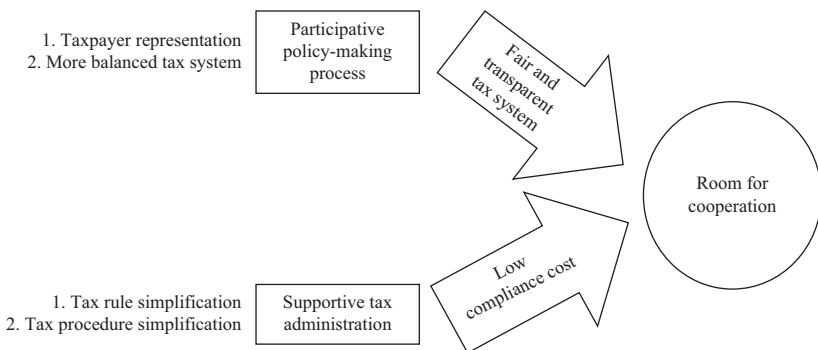 1. Taxpayer representation
2. More balanced tax system
Participative
policy-making
process
Fair and
transparent
tax system
Room for
cooperation
1. Tax rule simplification
2. Tax procedure simplification
Supportive tax
administration
Low
compliance cost